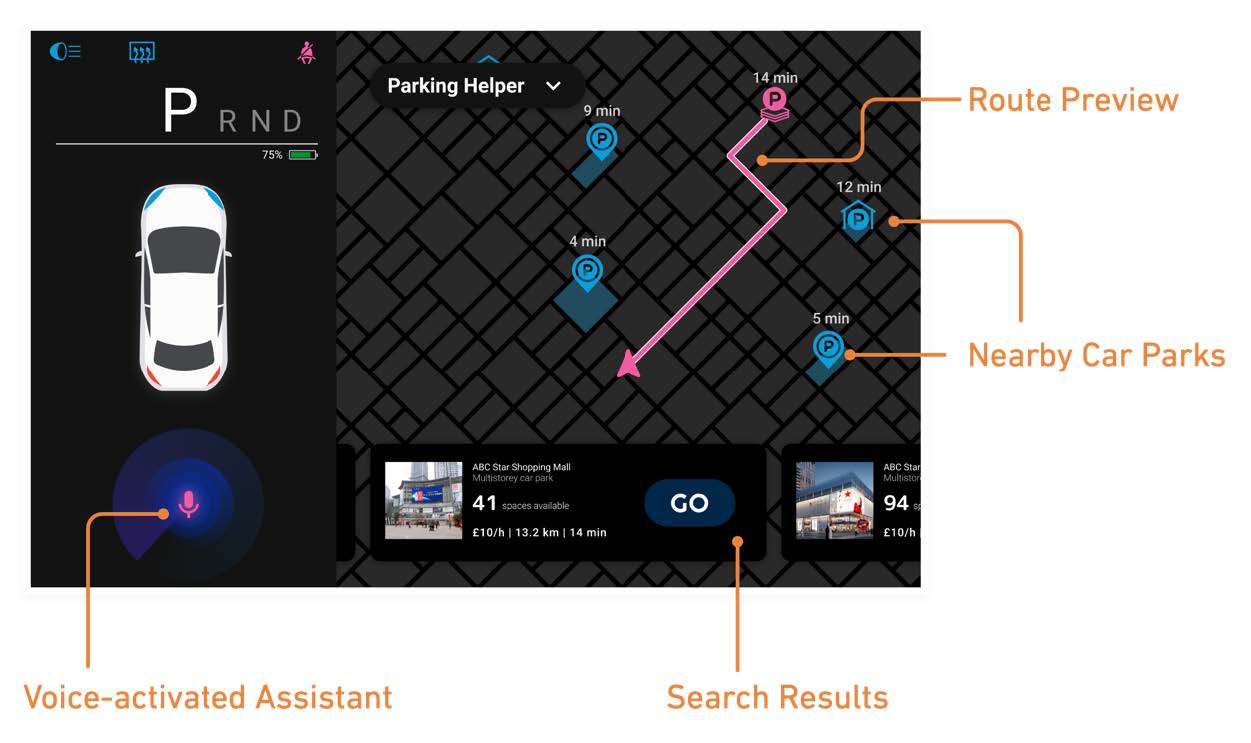 P R N D
75%
Parking Helper
14 min
P
9 min
P
12 min
P
4 min
P
5 min
P
ABC Star Shopping Mall
Multistorey car park
41 spaces available
£10/h | 13.2 km | 14 min
GO
ABC Star
94
£10/h |
Route Preview
Nearby Car Parks
Voice-activated Assistant
Search Results